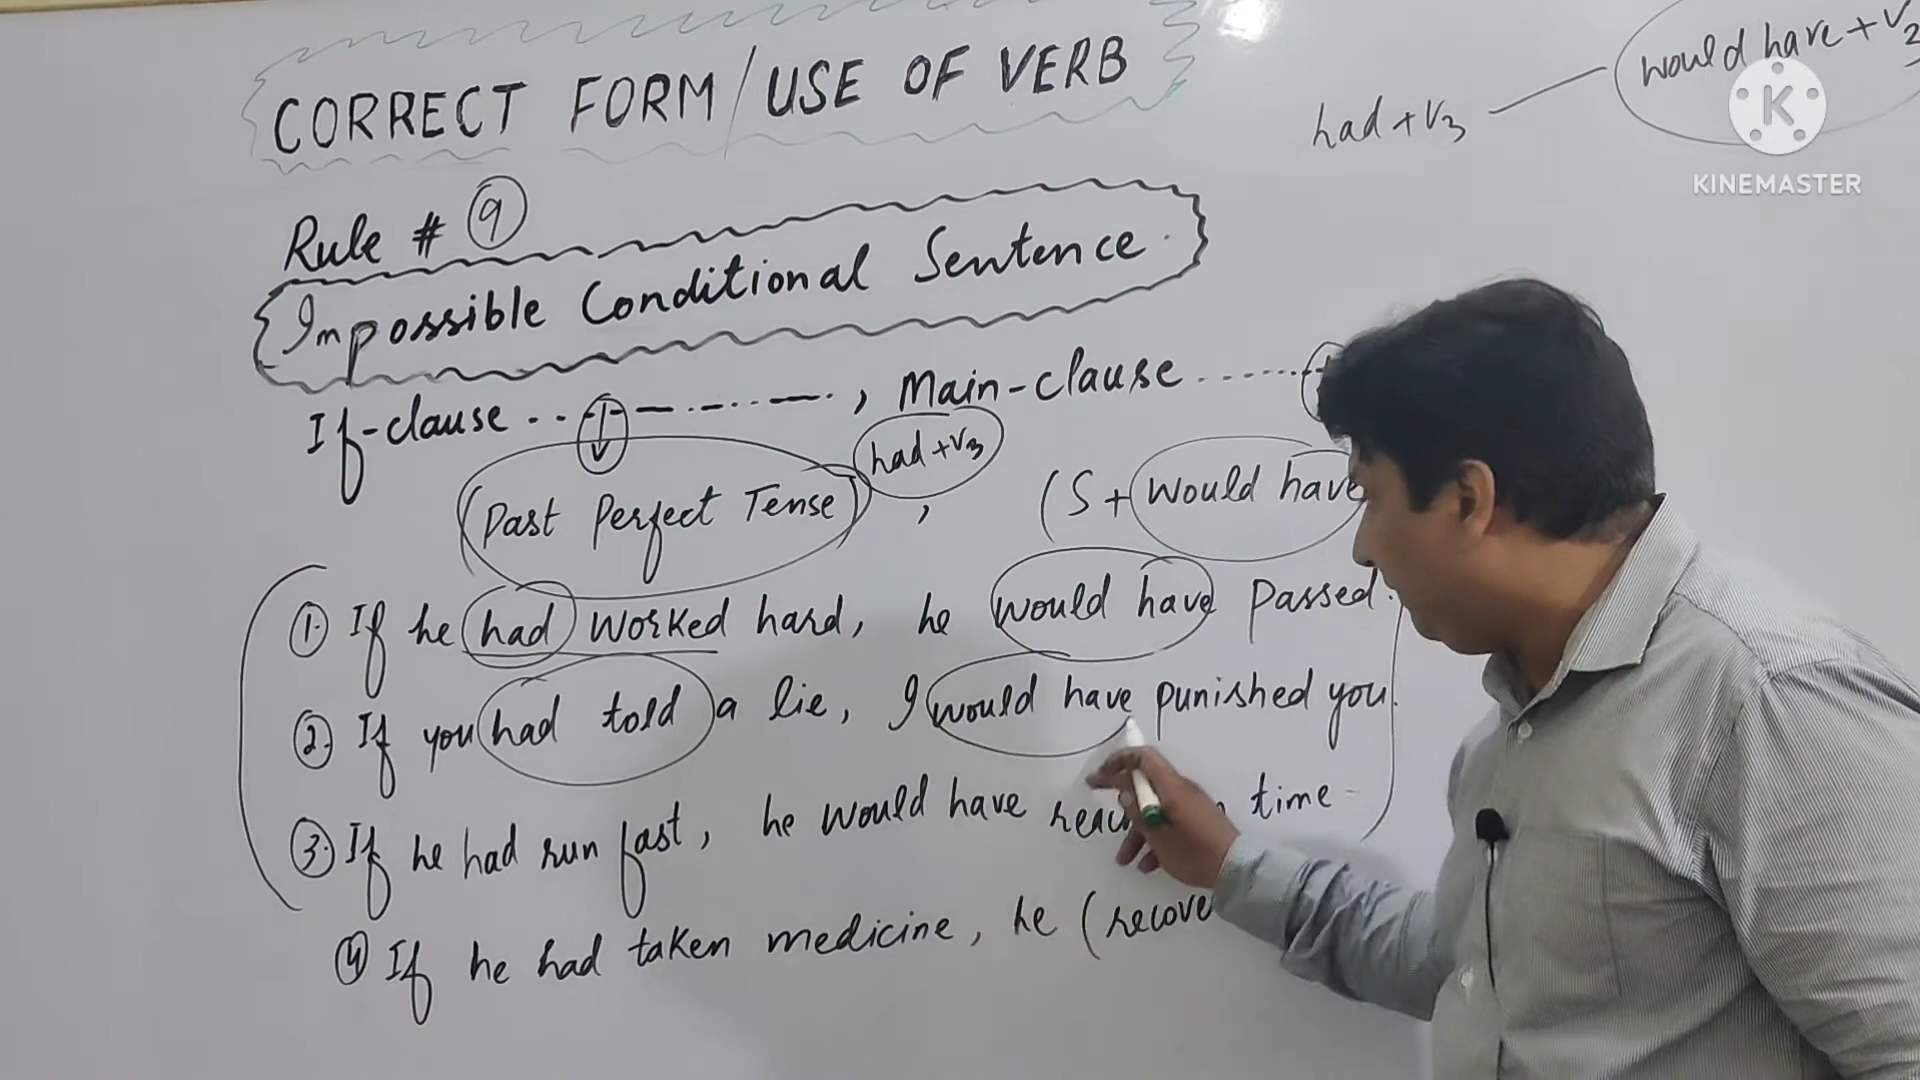 CORRECT FORM / USE OF VERB
would have + V3
had + V3
KINEMASTER
Rule # 9
Impossible Conditional Sentence.
If-clause .. , Main-clause
had + V3
(Past Perfect Tense) , (S + would have
1. If he had worked hard, he would have passed.
2. If you had told a lie, I would have punished you.
3. If he had run fast, he would have time
4 If he had taken medicine, he (